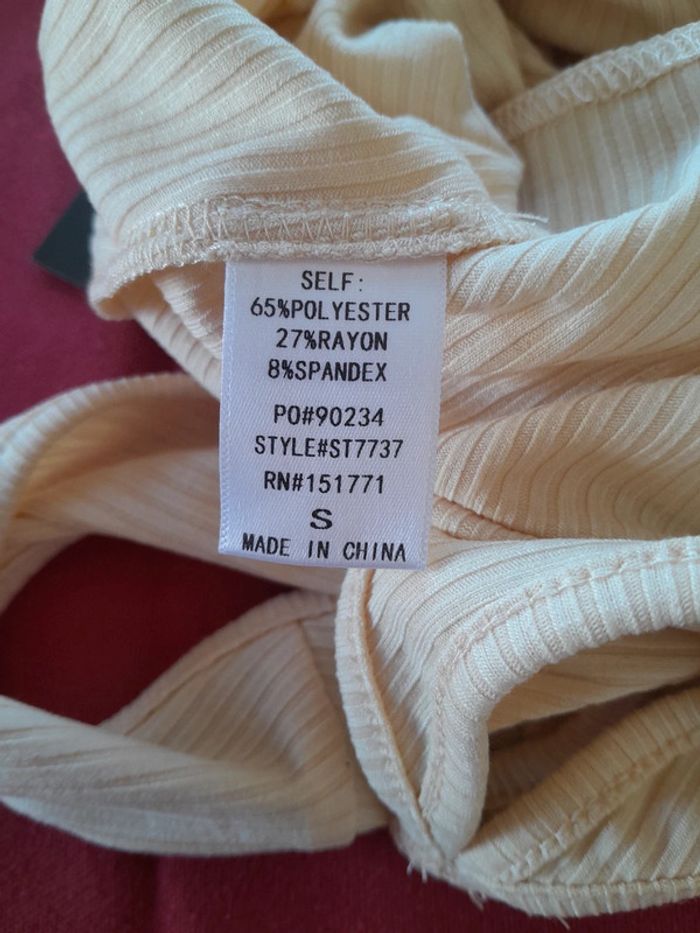 SELF:
65%POLYESTER
27%RAYON
8%SPANDEX
PO#90234
STYLE#ST7737
RN#151771
S
MADE IN CHINA